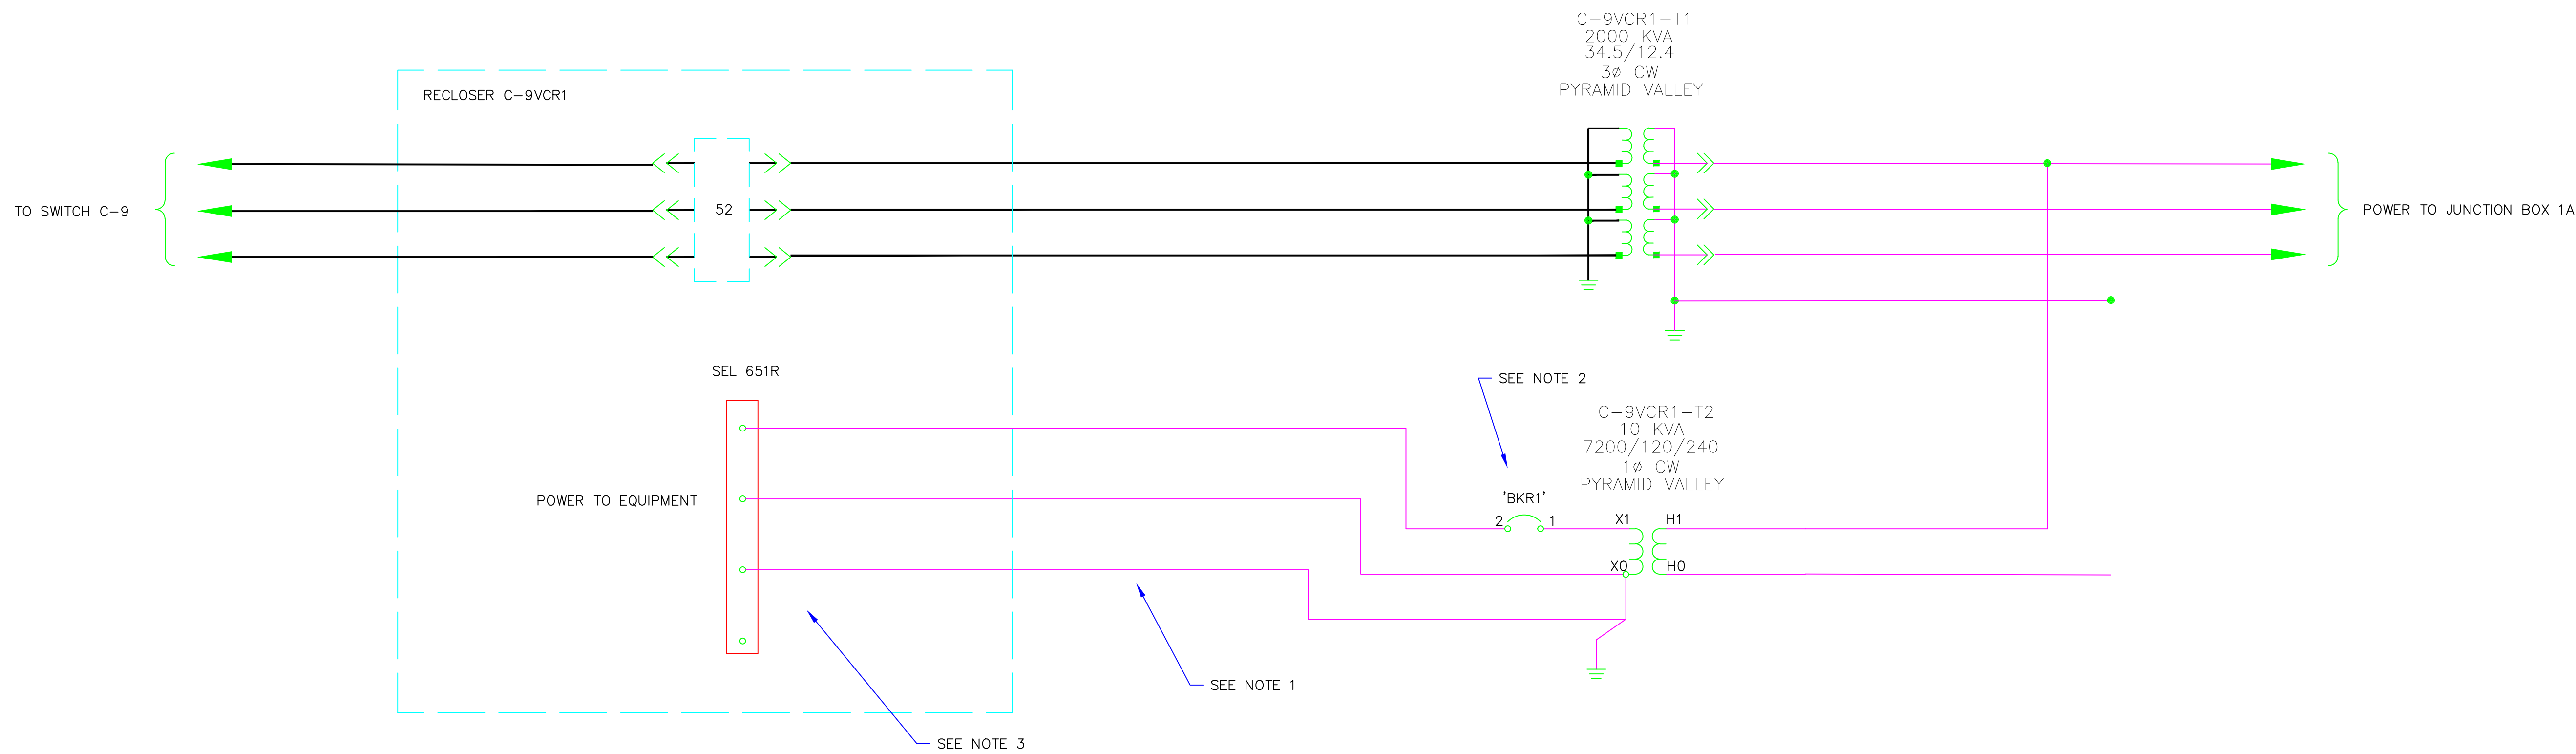 C-9VCR1-T1
2000 KVA
34.5/12.4
3ø CW
PYRAMID VALLEY
RECLOSER C-9VCR1
TO SWITCH C-9
52
POWER TO JUNCTION BOX 1A
SEL 651R
SEE NOTE 2
C-9VCR1-T2
10 KVA
7200/120/240
1ø CW
PYRAMID VALLEY
POWER TO EQUIPMENT
'BKR1'
2
1
X1
H1
X0
H0
SEE NOTE 1
SEE NOTE 3